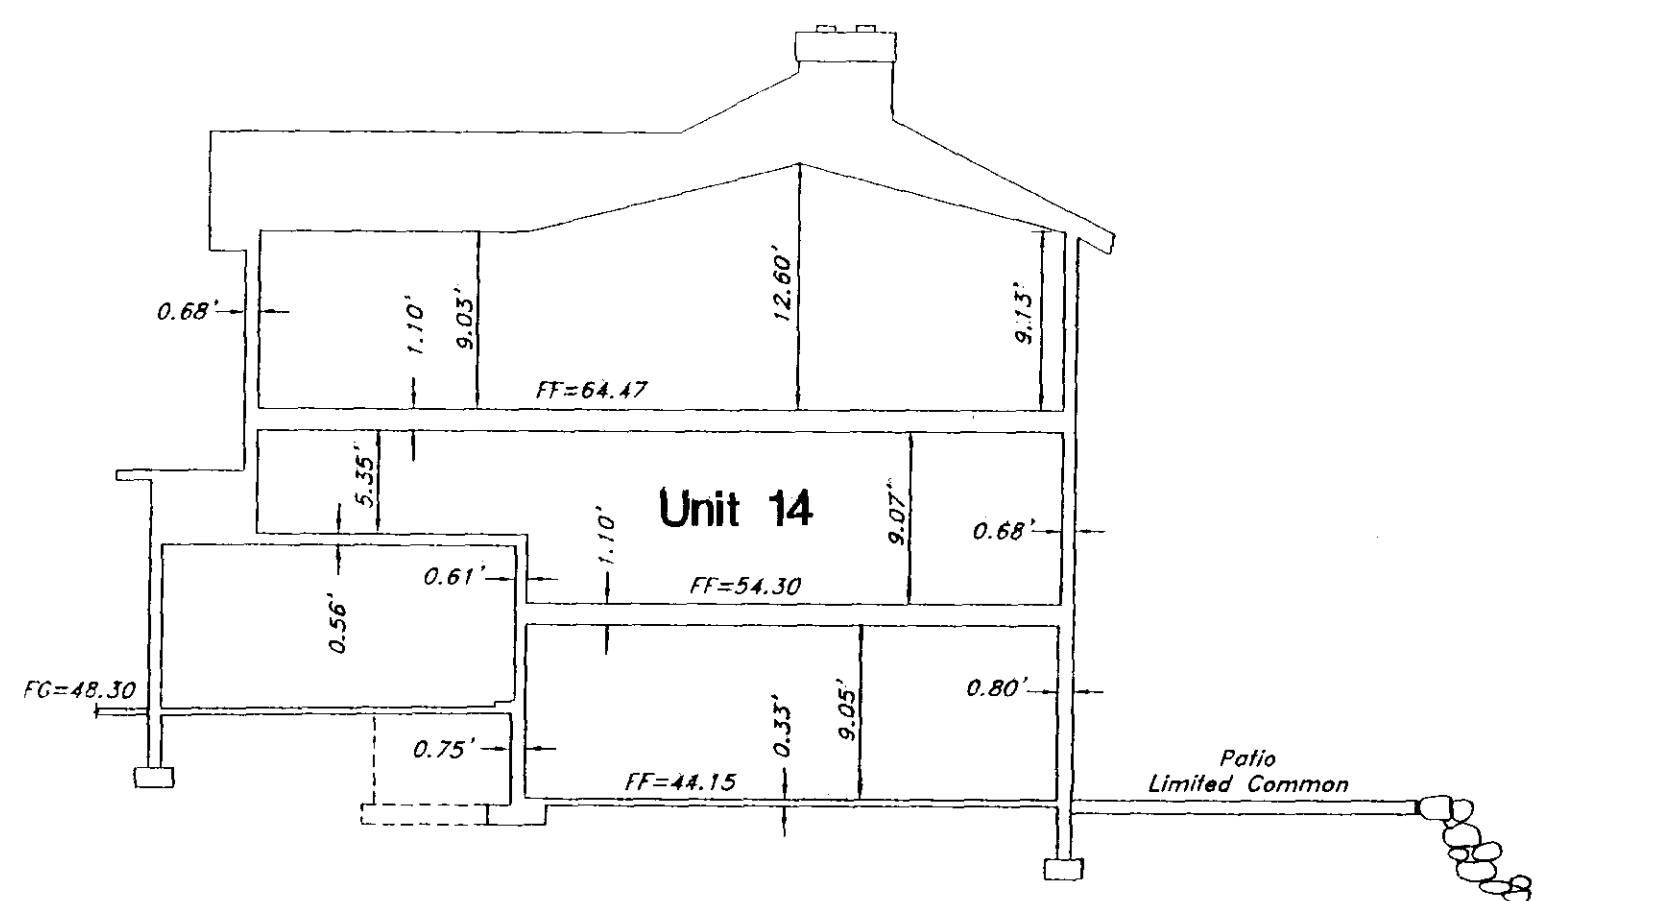 0.68'
1.10'
9.03'
12.60'
9.13'
FF=64.47
5.35'
Unit 14
9.07'
0.68'
1.10'
0.61'
FF=54.30
0.56'
FG=48.30
0.75'
0.33'
9.05'
0.80'
FF=44.15
Patio
Limited Common